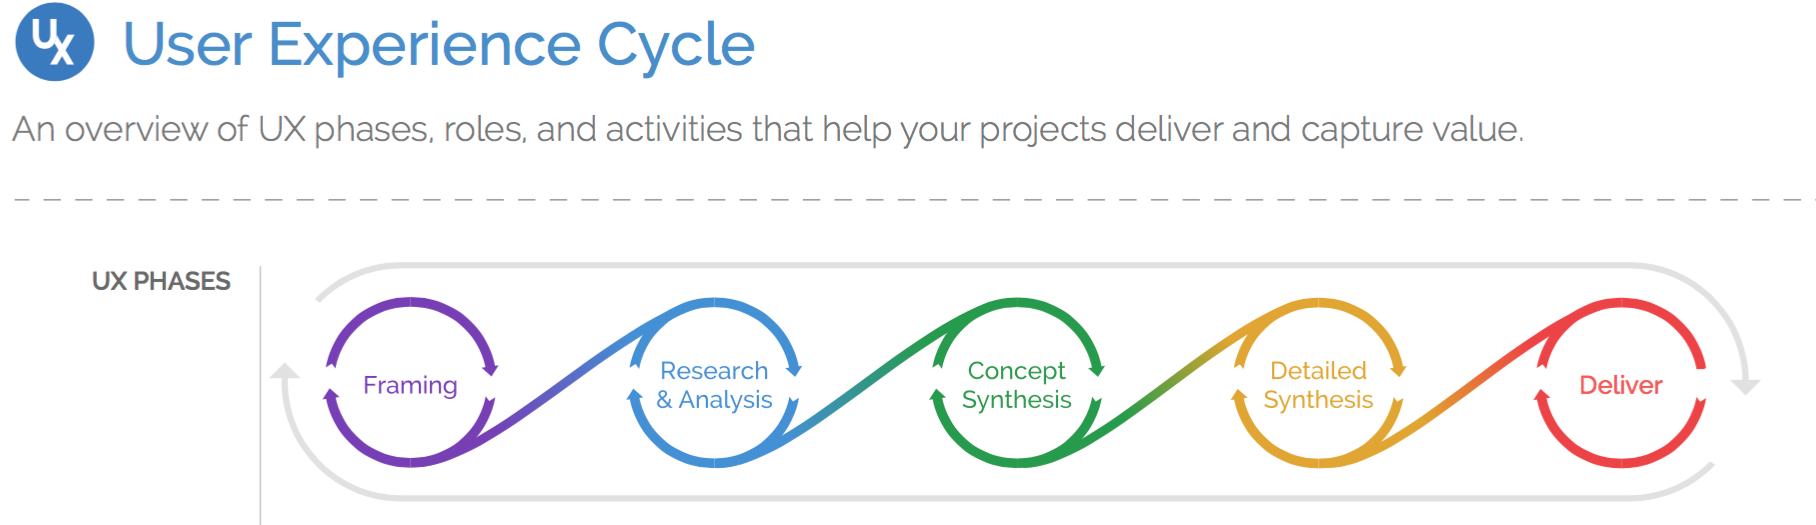 UX
User Experience Cycle
An overview of UX phases, roles, and activities that help your projects deliver and capture value.
UX PHASES
Framing
Research
& Analysis
Concept
Synthesis
Detailed
Synthesis
Deliver